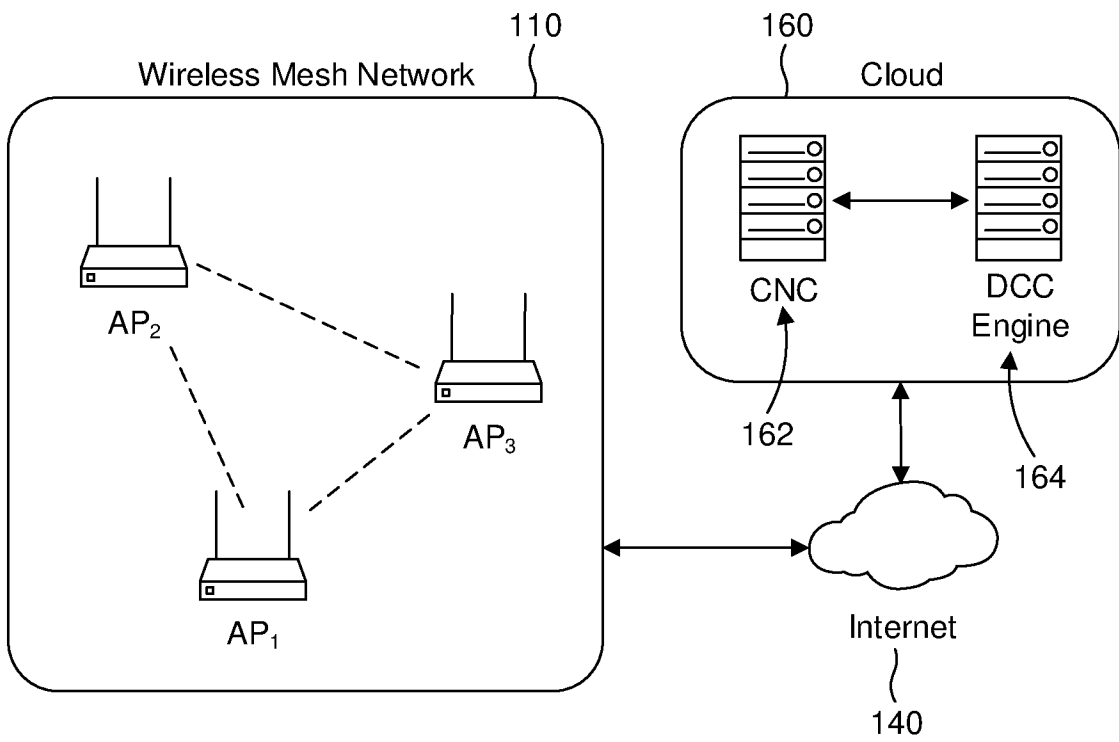 110
Wireless Mesh Network
160
Cloud
AP₂
AP₃
AP₁
CNC
DCC
Engine
162
164
Internet
140